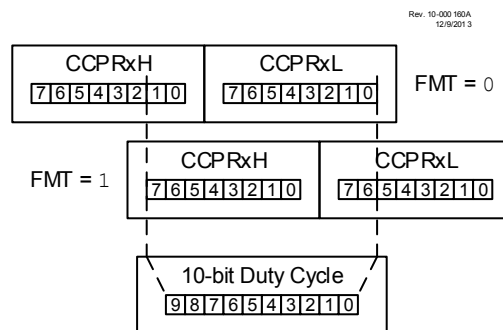 Rev. 10-000 160A
12/9/201 3
CCPRxH CCPRxL
7 6 5 4 3 2 1 0 7 6 5 4 3 2 1 0 FMT = 0
CCPRxH CCPRxL
FMT = 1 7 6 5 4 3 2 1 0 7 6 5 4 3 2 1 0
10-bit Duty Cycle
9 8 7 6 5 4 3 2 1 0